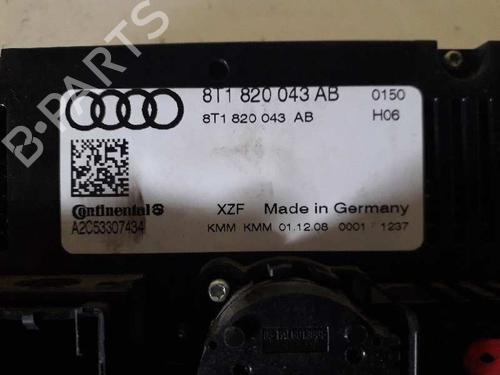 B-PARTS
8T1 820 043 AB 0150
8T1 820 043 AB H06
Continental
A2C53307434
XZF Made in Germany
KMM KMM 01.12.08 0001 1237